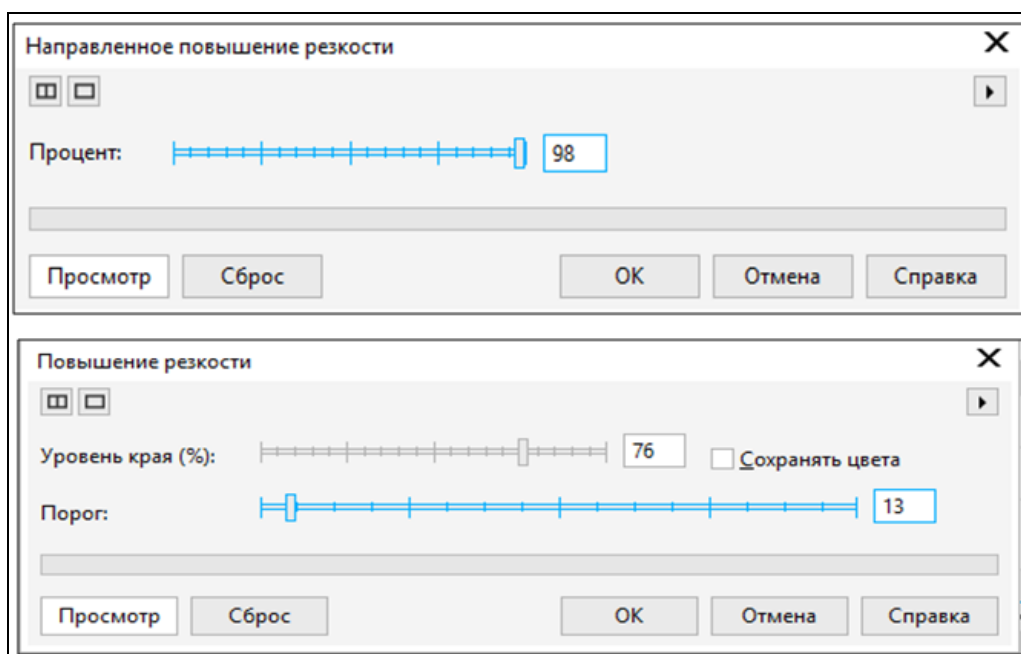 Направленное повышение резкости
Процент: 98
Просмотр Сброс OK Отмена Справка
Повышение резкости
Уровень края (%): 76 Сохранять цвета
Порог: 13
Просмотр Сброс OK Отмена Справка